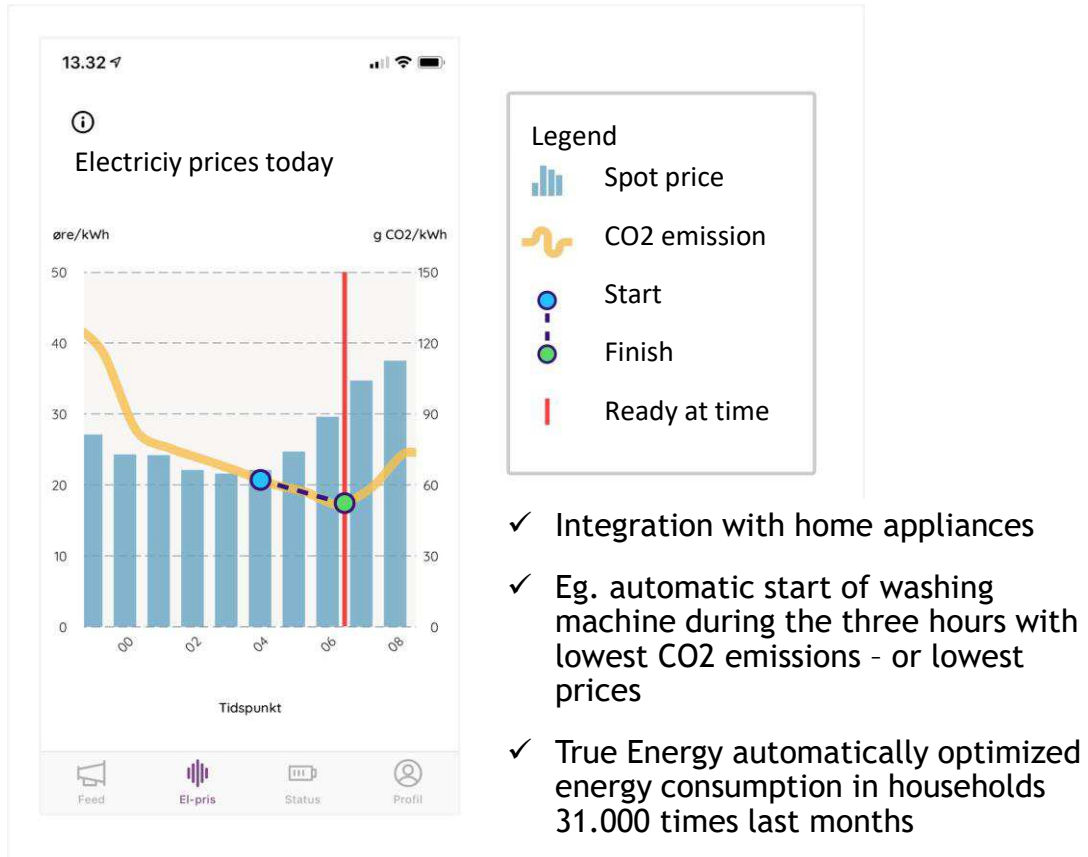 13.32
Electriciy prices today
øre/kWh
g CO2/kWh
50
150
40
120
30
90
20
60
10
30
0
0
00
02
04
06
08
Tidspunkt
Feed
El-pris
Status
Profil
Legend
Spot price
CO2 emission
Start
Finish
Ready at time
✓ Integration with home appliances
✓ Eg. automatic start of washing
machine during the three hours with
lowest CO2 emissions – or lowest
prices
✓ True Energy automatically optimized
energy consumption in households
31.000 times last months